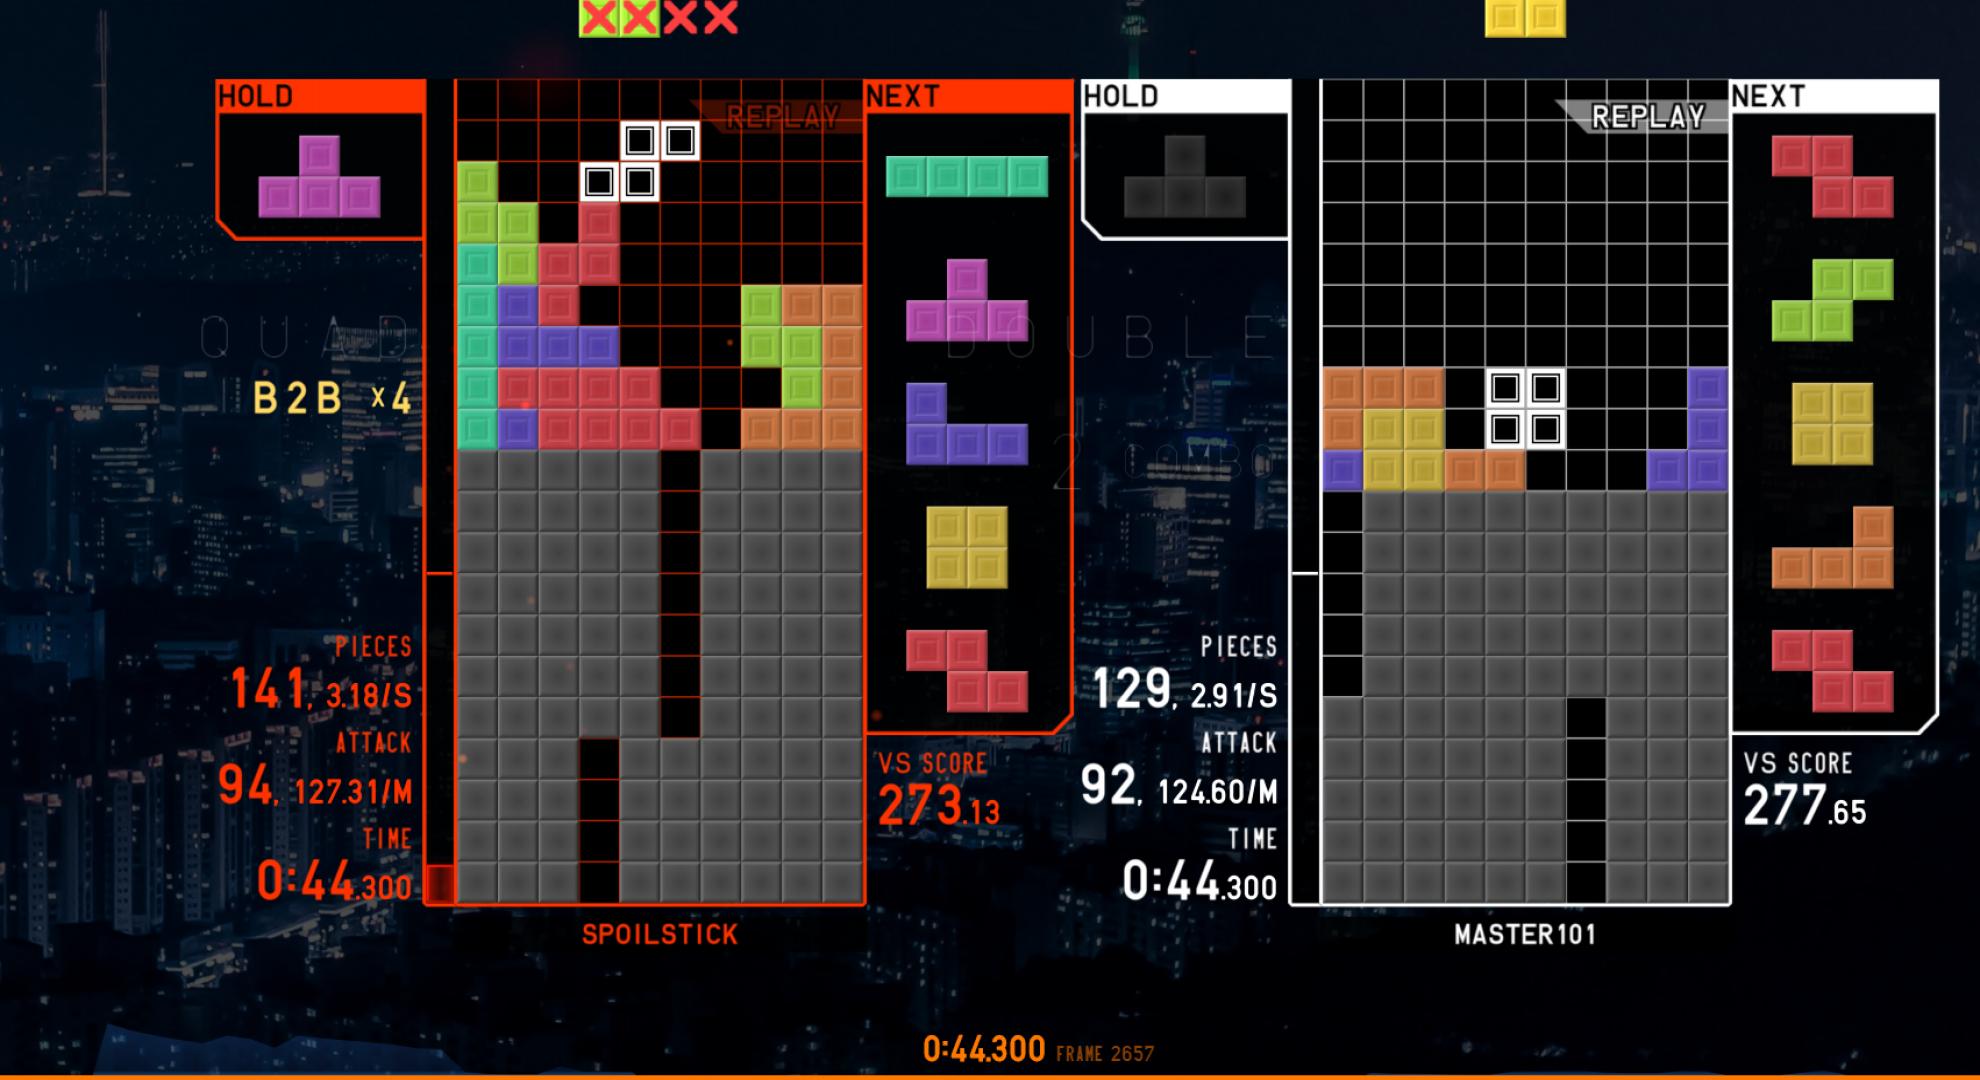 HOLD
REPLAY
NEXT
QUAD
B2B ×4
PIECES
141, 3.18/S
ATTACK
94, 127.31/M
TIME
0:44.300
VS SCORE
273.13
SPOILSTICK
HOLD
REPLAY
NEXT
DOUBLE
2 COMBO
PIECES
129, 2.91/S
ATTACK
92, 124.60/M
TIME
0:44.300
VS SCORE
277.65
MASTER101
0:44.300 FRAME 2657